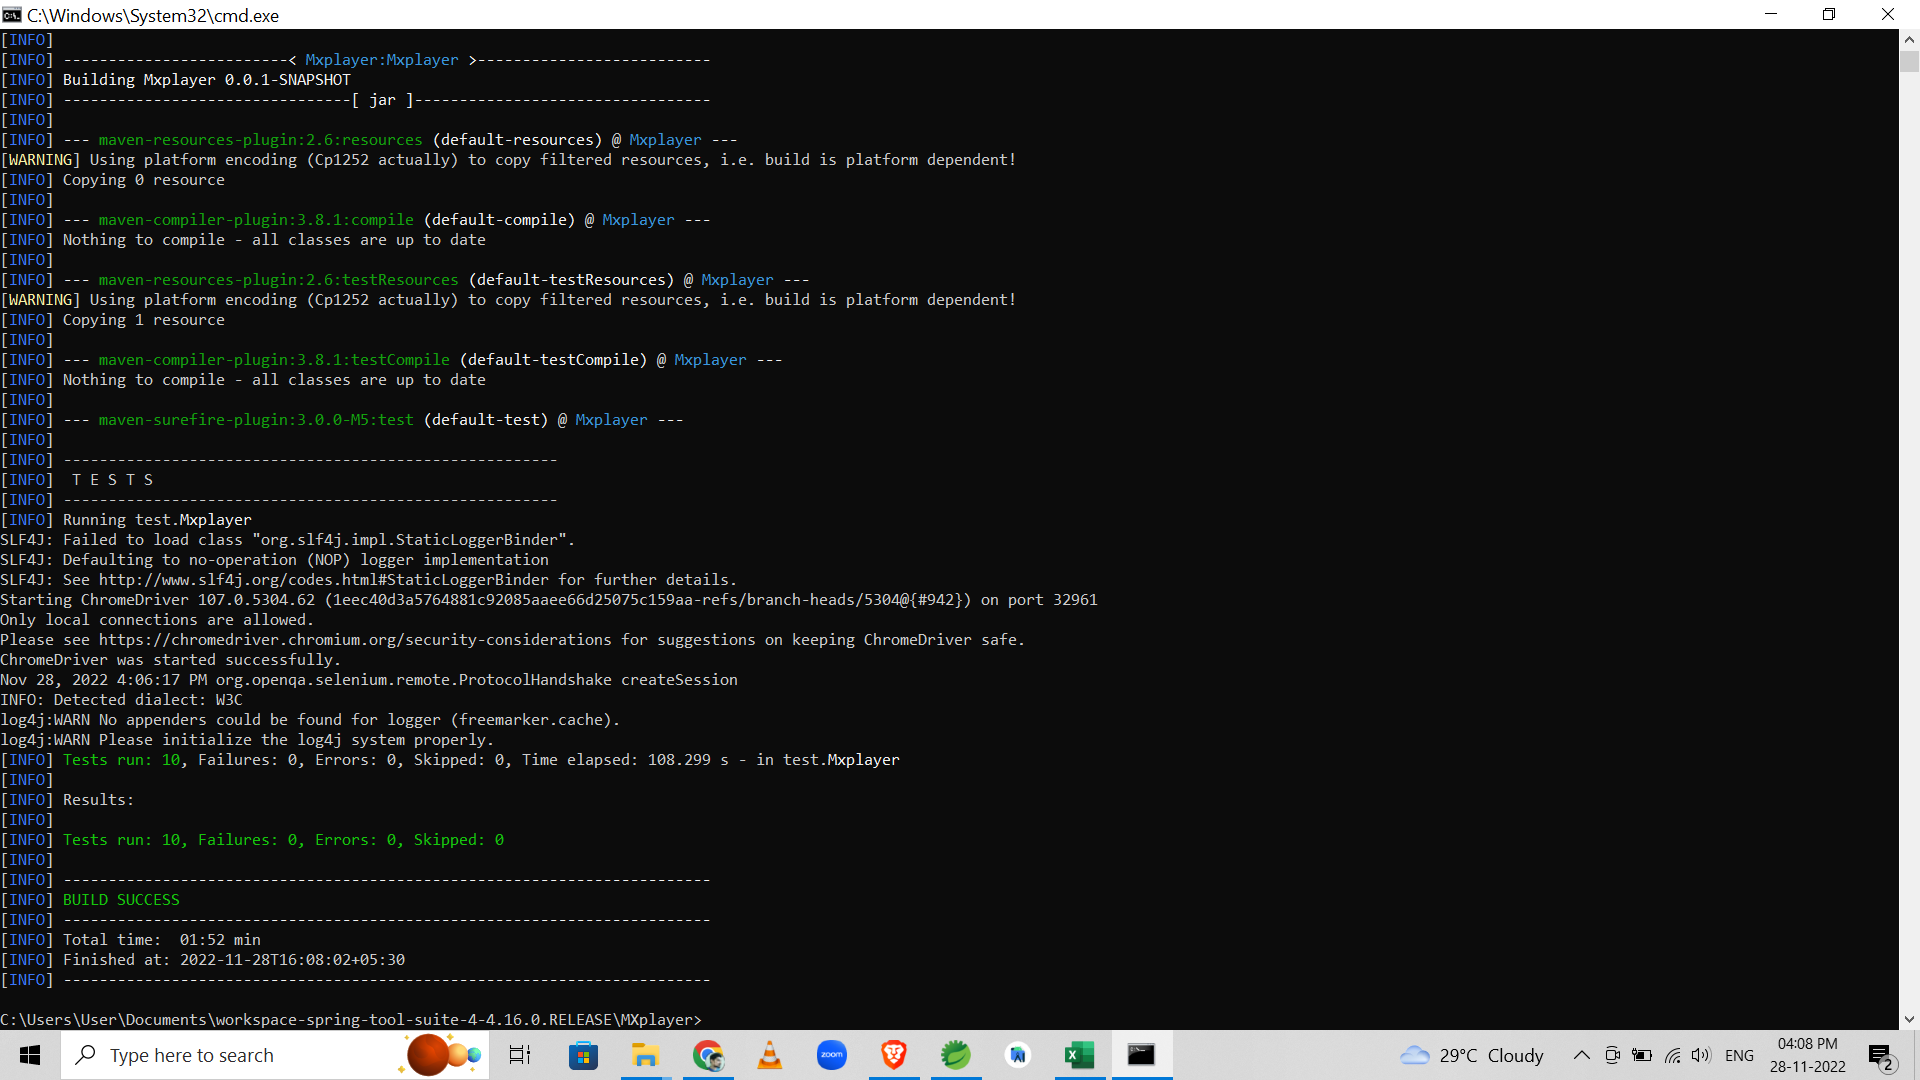 C:\Windows\System32\cmd.exe
[INFO]
[INFO] -------------------------< Mxplayer:Mxplayer >--------------------------
[INFO] Building Mxplayer 0.0.1-SNAPSHOT
[INFO] --------------------------------[ jar ]---------------------------------
[INFO]
[INFO] --- maven-resources-plugin:2.6:resources (default-resources) @ Mxplayer ---
[WARNING] Using platform encoding (Cp1252 actually) to copy filtered resources, i.e. build is platform dependent!
[INFO] Copying 0 resource
[INFO]
[INFO] --- maven-compiler-plugin:3.8.1:compile (default-compile) @ Mxplayer ---
[INFO] Nothing to compile - all classes are up to date
[INFO]
[INFO] --- maven-resources-plugin:2.6:testResources (default-testResources) @ Mxplayer ---
[WARNING] Using platform encoding (Cp1252 actually) to copy filtered resources, i.e. build is platform dependent!
[INFO] Copying 1 resource
[INFO]
[INFO] --- maven-compiler-plugin:3.8.1:testCompile (default-testCompile) @ Mxplayer ---
[INFO] Nothing to compile - all classes are up to date
[INFO]
[INFO] --- maven-surefire-plugin:3.0.0-M5:test (default-test) @ Mxplayer ---
[INFO]
[INFO] -------------------------------------------------------
[INFO]  T E S T S
[INFO] -------------------------------------------------------
[INFO] Running test.Mxplayer
SLF4J: Failed to load class "org.slf4j.impl.StaticLoggerBinder".
SLF4J: Defaulting to no-operation (NOP) logger implementation
SLF4J: See http://www.slf4j.org/codes.html#StaticLoggerBinder for further details.
Starting ChromeDriver 107.0.5304.62 (1eec40d3a5764881c92085aaee66d25075c159aa-refs/branch-heads/5304@{#942}) on port 32961
Only local connections are allowed.
Please see https://chromedriver.chromium.org/security-considerations for suggestions on keeping ChromeDriver safe.
ChromeDriver was started successfully.
Nov 28, 2022 4:06:17 PM org.openqa.selenium.remote.ProtocolHandshake createSession
INFO: Detected dialect: W3C
log4j:WARN No appenders could be found for logger (freemarker.cache).
log4j:WARN Please initialize the log4j system properly.
[INFO] Tests run: 10, Failures: 0, Errors: 0, Skipped: 0, Time elapsed: 108.299 s - in test.Mxplayer
[INFO]
[INFO] Results:
[INFO]
[INFO] Tests run: 10, Failures: 0, Errors: 0, Skipped: 0
[INFO]
[INFO] ------------------------------------------------------------------------
[INFO] BUILD SUCCESS
[INFO] ------------------------------------------------------------------------
[INFO] Total time:  01:52 min
[INFO] Finished at: 2022-11-28T16:08:02+05:30
[INFO] ------------------------------------------------------------------------
C:\Users\User\Documents\workspace-spring-tool-suite-4-4.16.0.RELEASE\MXplayer>
Type here to search
zoom
29°C Cloudy
ENG
04:08 PM
28-11-2022
2